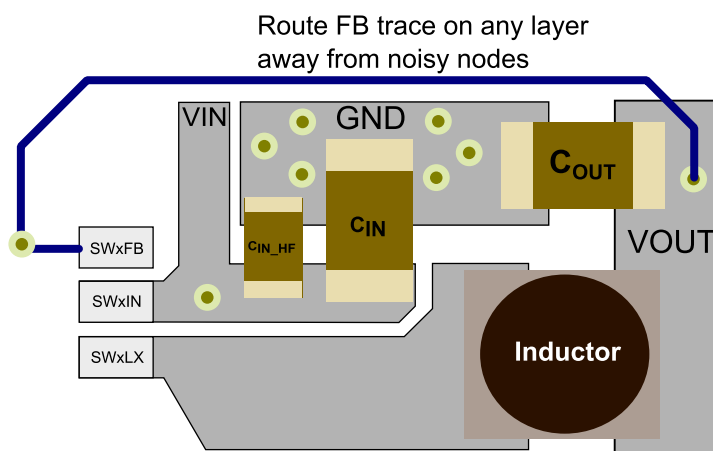 Route FB trace on any layer
away from noisy nodes
VIN
GND
COUT
CIN
CIN_HF
SWxFB
VOUT
SWxIN
SWxLX
Inductor